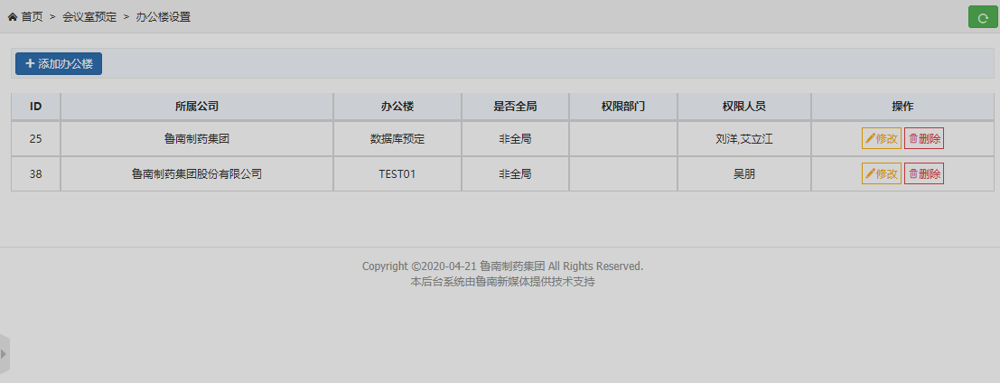 首页 > 会议室预定 > 办公楼设置
添加办公楼
ID 所属公司 办公楼 是否全局 权限部门 权限人员 操作
25 鲁南制药集团 数据库预定 非全局 刘洋,艾立江 修改 删除
38 鲁南制药集团股份有限公司 TEST01 非全局 吴朋 修改 删除
Copyright ©2020-04-21 鲁南制药集团 All Rights Reserved.
本后台系统由鲁南新媒体提供技术支持